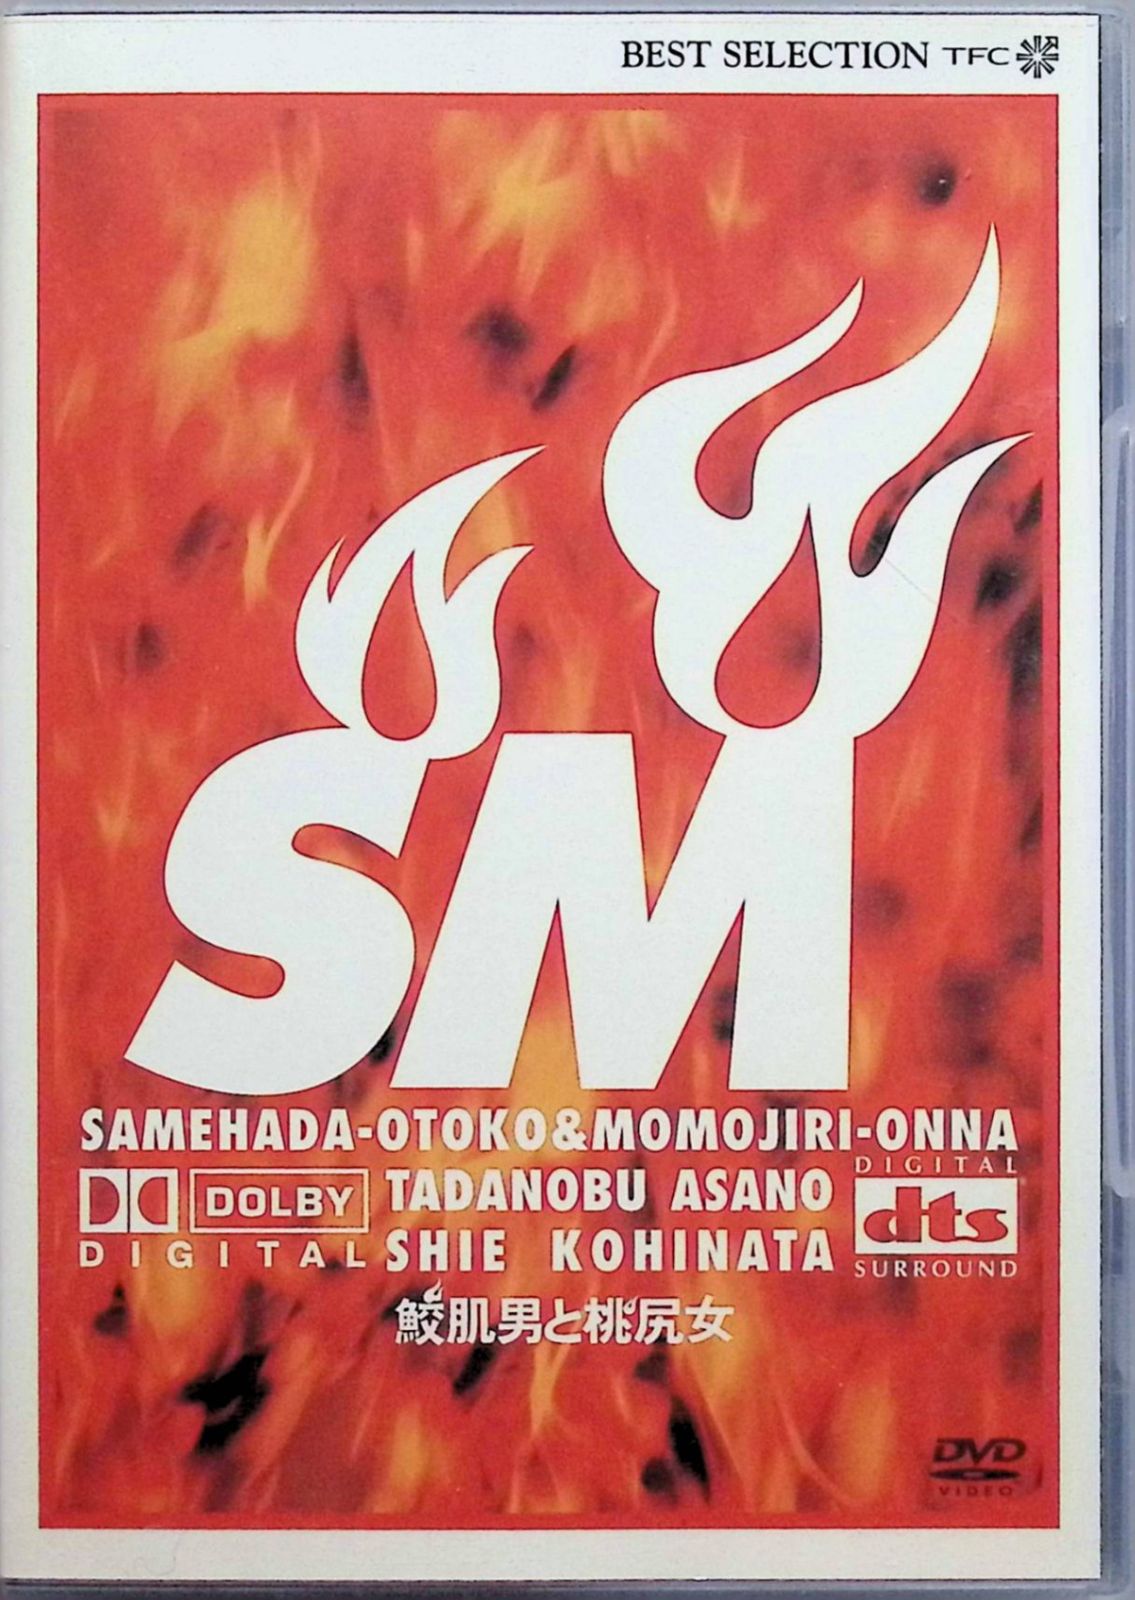 BEST SELECTION TFC
SM
SAMEHADA-OTOKO&MOMOJIRI-ONNA
DOLBY
DIGITAL
TADANOBU ASANO
SHIE KOHINATA
DIGITAL
dts
SURROUND
鮫肌男と桃尻女
DVD
VIDEO